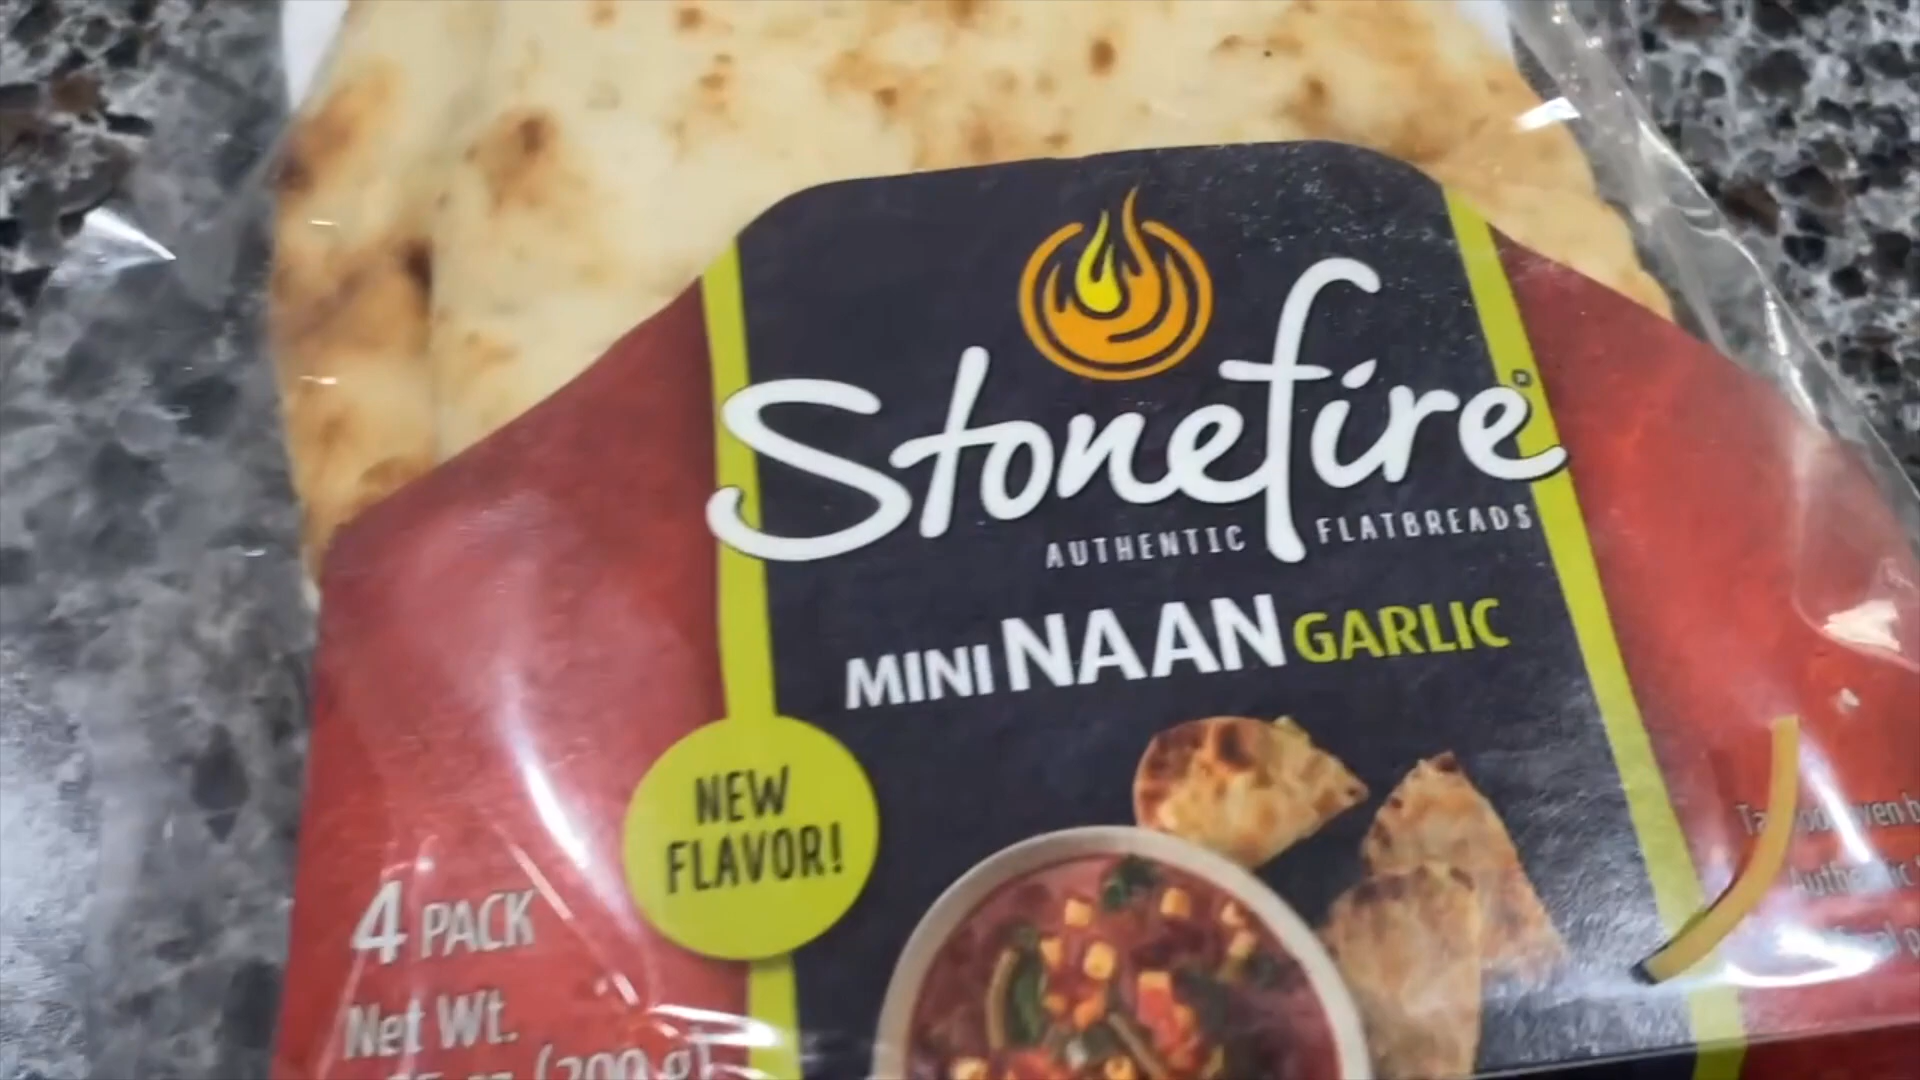 Stonefire®
AUTHENTIC FLATBREADS
MINI NAAN GARLIC
NEW
FLAVOR!
4 PACK
Net Wt.
(200 g)